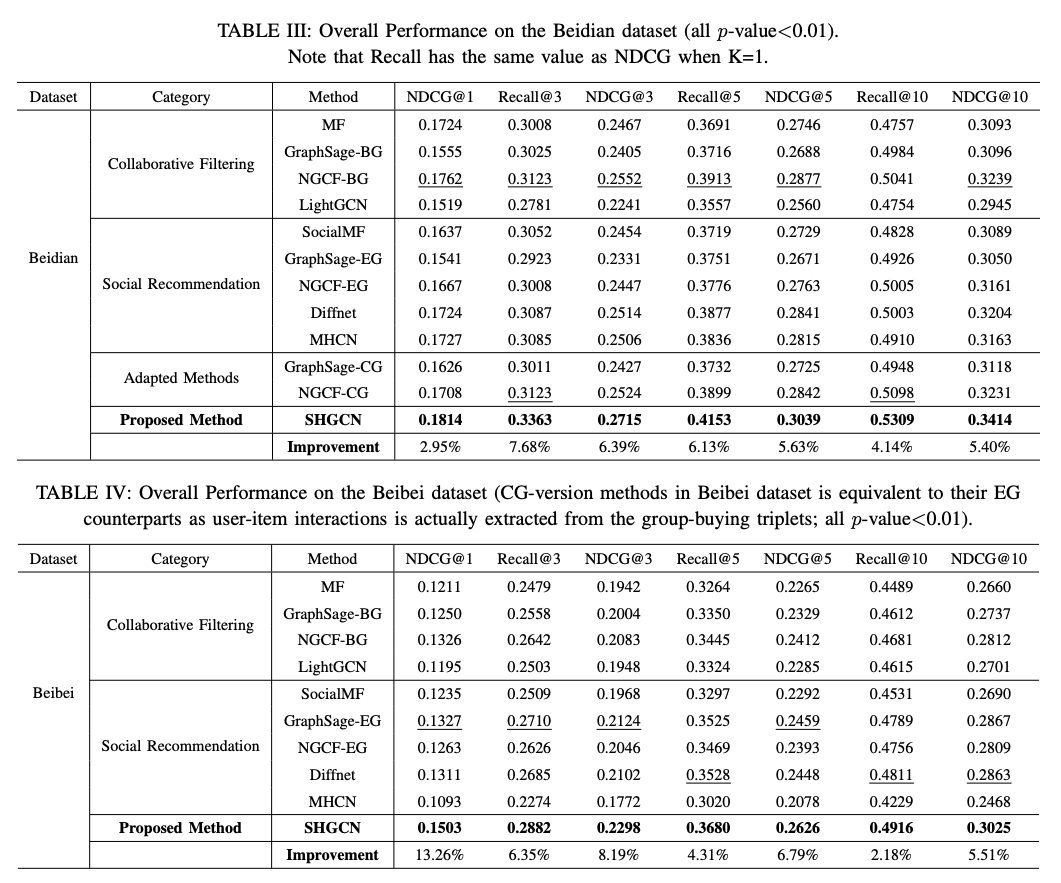 TABLE III: Overall Performance on the Beidian dataset (all p-value<0.01).
Note that Recall has the same value as NDCG when K=1.
Dataset Category Method NDCG@1 Recall@3 NDCG@3 Recall@5 NDCG@5 Recall@10 NDCG@10
MF 0.1724 0.3008 0.2467 0.3691 0.2746 0.4757 0.3093
Collaborative Filtering GraphSage-BG 0.1555 0.3025 0.2405 0.3716 0.2688 0.4984 0.3096
NGCF-BG 0.1762 0.3123 0.2552 0.3913 0.2877 0.5041 0.3239
LightGCN 0.1519 0.2781 0.2241 0.3557 0.2560 0.4754 0.2945
SocialMF 0.1637 0.3052 0.2454 0.3719 0.2729 0.4828 0.3089
Beidian GraphSage-EG 0.1541 0.2923 0.2331 0.3751 0.2671 0.4926 0.3050
Social Recommendation NGCF-EG 0.1667 0.3008 0.2447 0.3776 0.2763 0.5005 0.3161
Diffnet 0.1724 0.3087 0.2514 0.3877 0.2841 0.5003 0.3204
MHCN 0.1727 0.3085 0.2506 0.3836 0.2815 0.4910 0.3163
Adapted Methods GraphSage-CG 0.1626 0.3011 0.2427 0.3732 0.2725 0.4948 0.3118
NGCF-CG 0.1708 0.3123 0.2524 0.3899 0.2842 0.5098 0.3231
Proposed Method SHGCN 0.1814 0.3363 0.2715 0.4153 0.3039 0.5309 0.3414
Improvement 2.95% 7.68% 6.39% 6.13% 5.63% 4.14% 5.40%
TABLE IV: Overall Performance on the Beibei dataset (CG-version methods in Beibei dataset is equivalent to their EG
counterparts as user-item interactions is actually extracted from the group-buying triplets; all p-value<0.01).
Dataset Category Method NDCG@1 Recall@3 NDCG@3 Recall@5 NDCG@5 Recall@10 NDCG@10
MF 0.1211 0.2479 0.1942 0.3264 0.2265 0.4489 0.2660
Collaborative Filtering GraphSage-BG 0.1250 0.2558 0.2004 0.3350 0.2329 0.4612 0.2737
NGCF-BG 0.1326 0.2642 0.2083 0.3445 0.2412 0.4681 0.2812
LightGCN 0.1195 0.2503 0.1948 0.3324 0.2285 0.4615 0.2701
Beibei SocialMF 0.1235 0.2509 0.1968 0.3297 0.2292 0.4531 0.2690
GraphSage-EG 0.1327 0.2710 0.2124 0.3525 0.2459 0.4789 0.2867
Social Recommendation NGCF-EG 0.1263 0.2626 0.2046 0.3469 0.2393 0.4756 0.2809
Diffnet 0.1311 0.2685 0.2102 0.3528 0.2448 0.4811 0.2863
MHCN 0.1093 0.2274 0.1772 0.3020 0.2078 0.4229 0.2468
Proposed Method SHGCN 0.1503 0.2882 0.2298 0.3680 0.2626 0.4916 0.3025
Improvement 13.26% 6.35% 8.19% 4.31% 6.79% 2.18% 5.51%